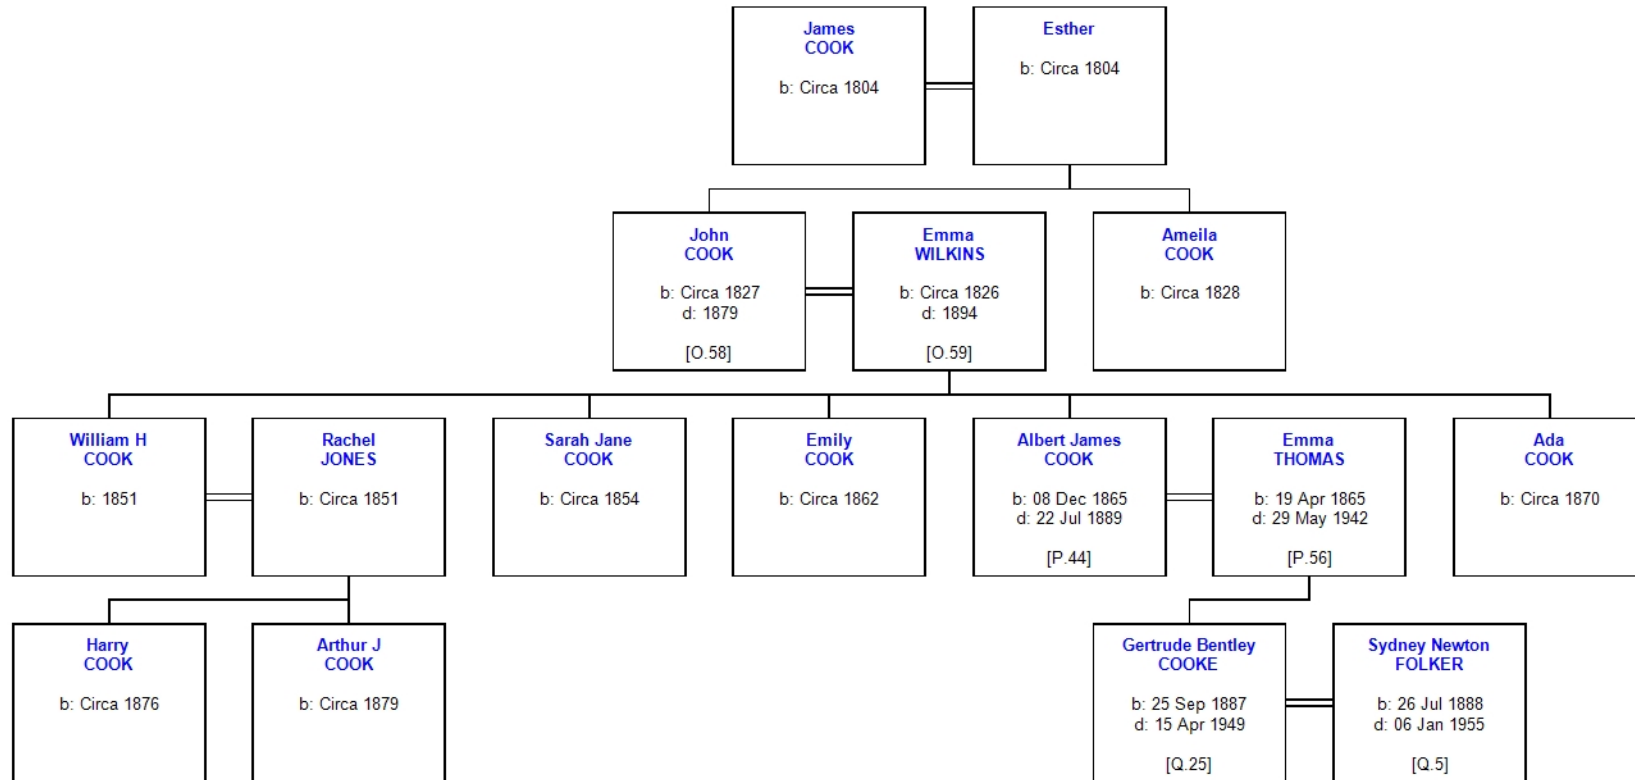 James
COOK
b: Circa 1804
Esther
b: Circa 1804
John
COOK
b: Circa 1827
d: 1879
[O.58]
Emma
WILKINS
b: Circa 1826
d: 1894
[O.59]
Ameila
COOK
b: Circa 1828
William H
COOK
b: 1851
Rachel
JONES
b: Circa 1851
Sarah Jane
COOK
b: Circa 1854
Emily
COOK
b: Circa 1862
Albert James
COOK
b: 08 Dec 1865
d: 22 Jul 1889
[P.44]
Emma
THOMAS
b: 19 Apr 1865
d: 29 May 1942
[P.56]
Ada
COOK
b: Circa 1870
Harry
COOK
b: Circa 1876
Arthur J
COOK
b: Circa 1879
Gertrude Bentley
COOKE
b: 25 Sep 1887
d: 15 Apr 1949
[Q.25]
Sydney Newton
FOLKER
b: 26 Jul 1888
d: 06 Jan 1955
[Q.5]